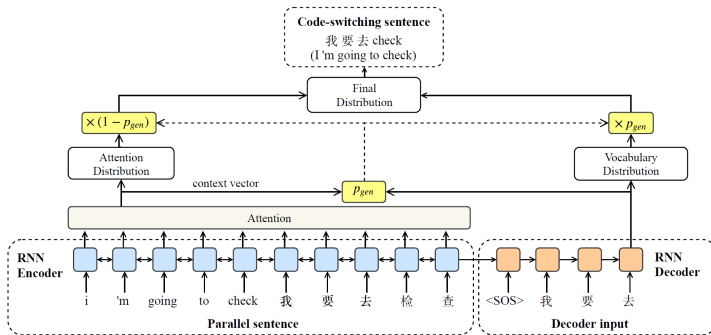 Code-switching sentence
我 要 去 check
(I 'm going to check)
Final
Distribution
× (1 − p_gen)
× p_gen
Attention
Distribution
Vocabulary
Distribution
context vector
p_gen
Attention
RNN
Encoder
RNN
Decoder
i 'm going to check 我 要 去 检 查
<SOS> 我 要 去
Parallel sentence
Decoder input